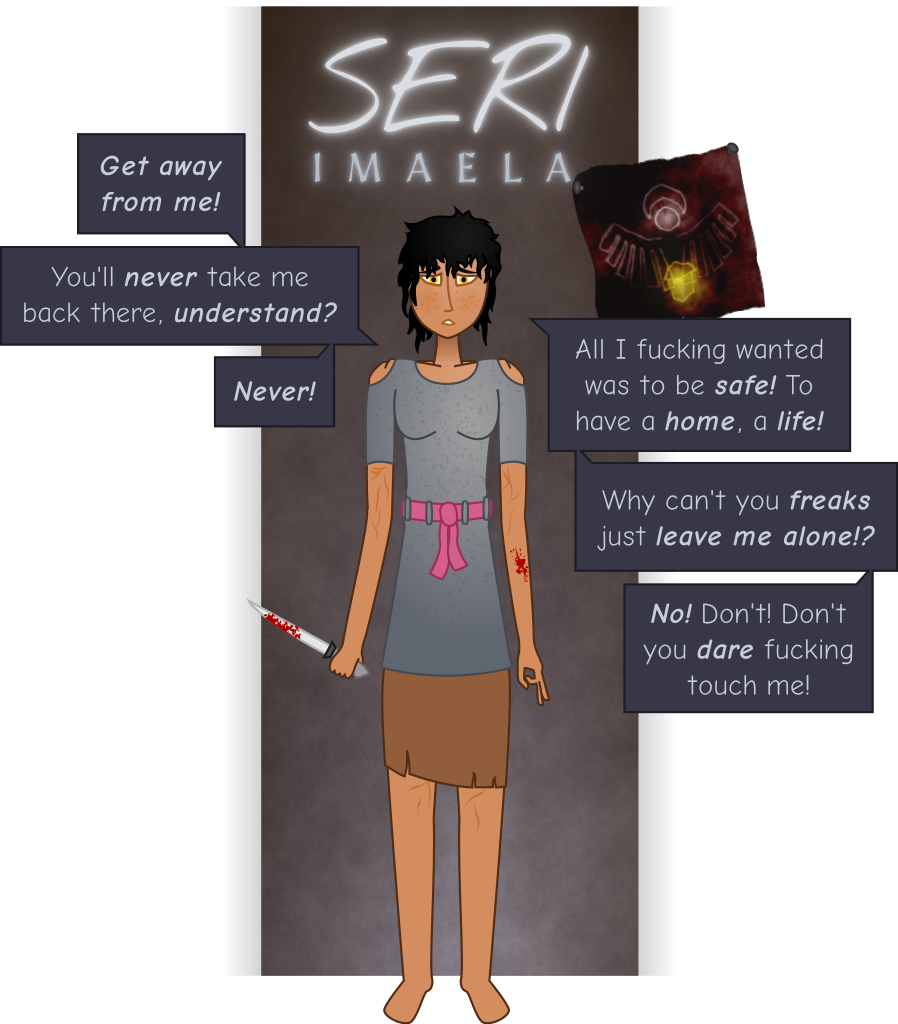 SERI
IMAELA
Get away
from me!
You'll never take me
back there, understand?
Never!
All I fucking wanted
was to be safe! To
have a home, a life!
Why can't you freaks
just leave me alone!?
No! Don't! Don't
you dare fucking
touch me!